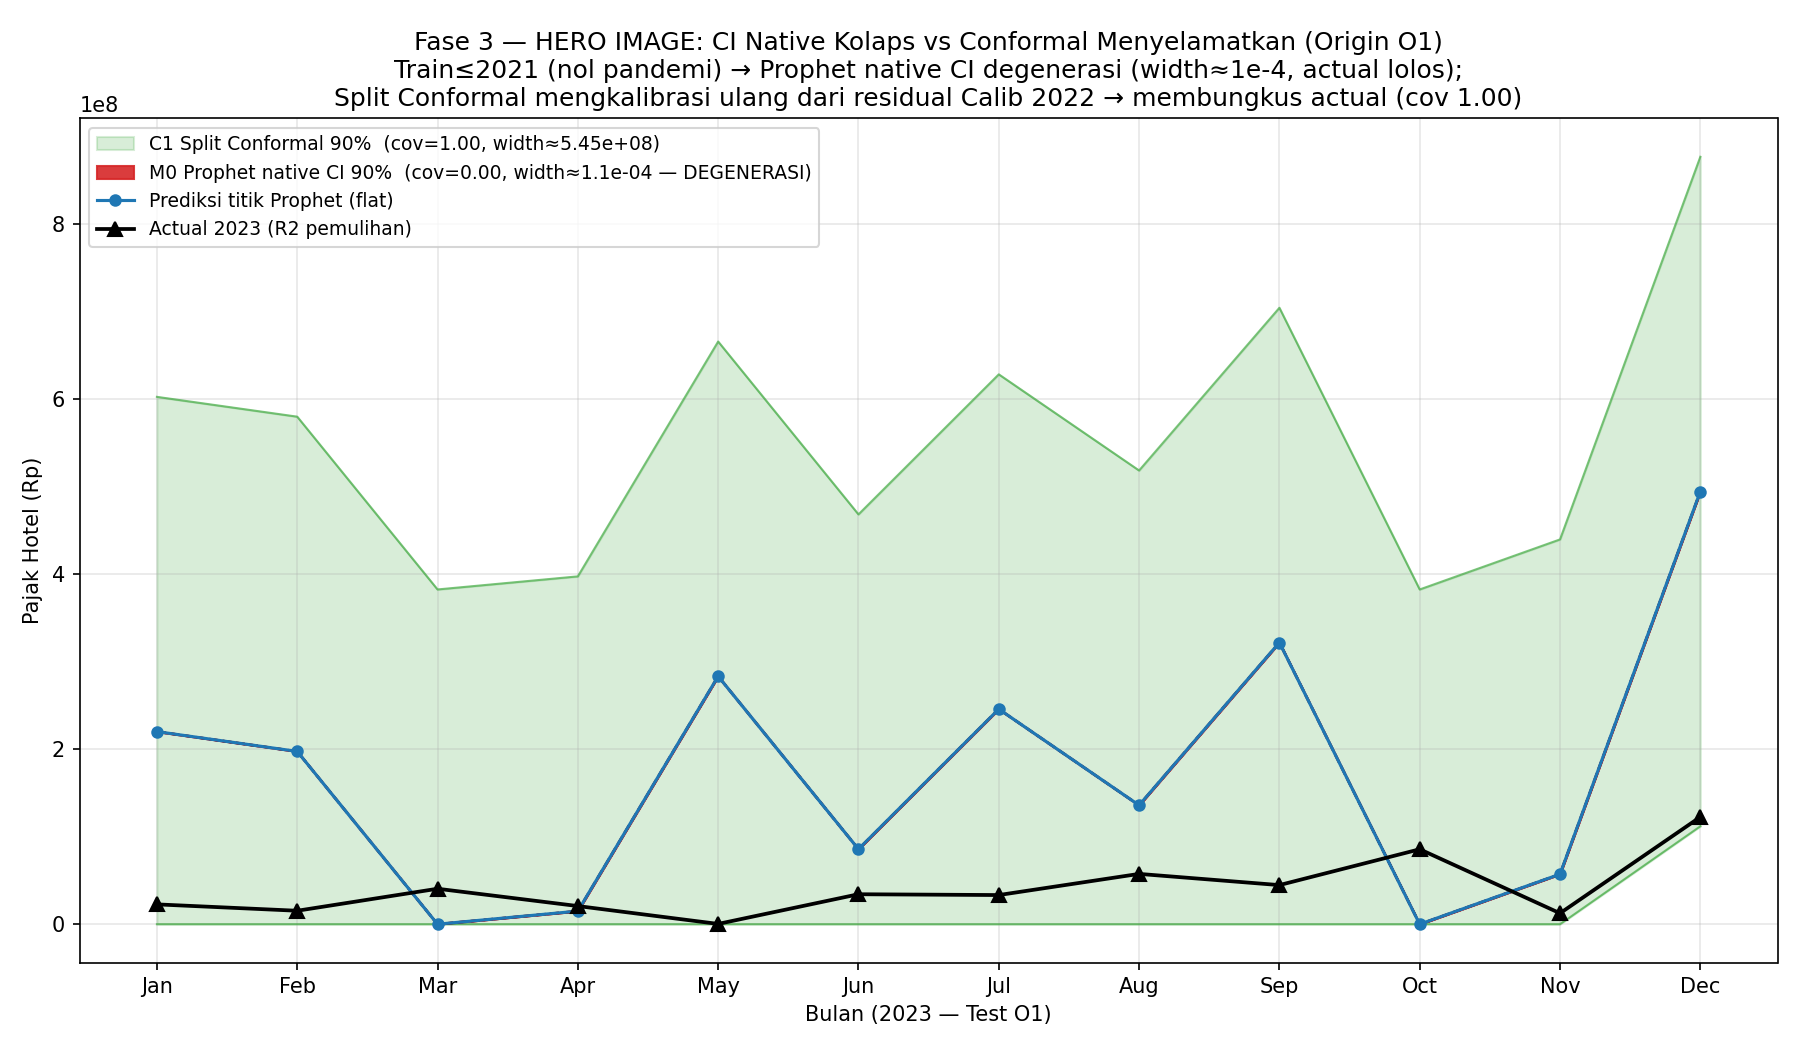 Fase 3 — HERO IMAGE: CI Native Kolaps vs Conformal Menyelamatkan (Origin O1)
Train≤2021 (nol pandemi) → Prophet native CI degenerasi (width≈1e-4, actual lolos);
Split Conformal mengkalibrasi ulang dari residual Calib 2022 → membungkus actual (cov 1.00)
1e8
C1 Split Conformal 90%  (cov=1.00, width≈5.45e+08)
M0 Prophet native CI 90%  (cov=0.00, width≈1.1e-04 — DEGENERASI)
Prediksi titik Prophet (flat)
Actual 2023 (R2 pemulihan)
8
6
4
2
0
Pajak Hotel (Rp)
Jan Feb Mar Apr May Jun Jul Aug Sep Oct Nov Dec
Bulan (2023 — Test O1)